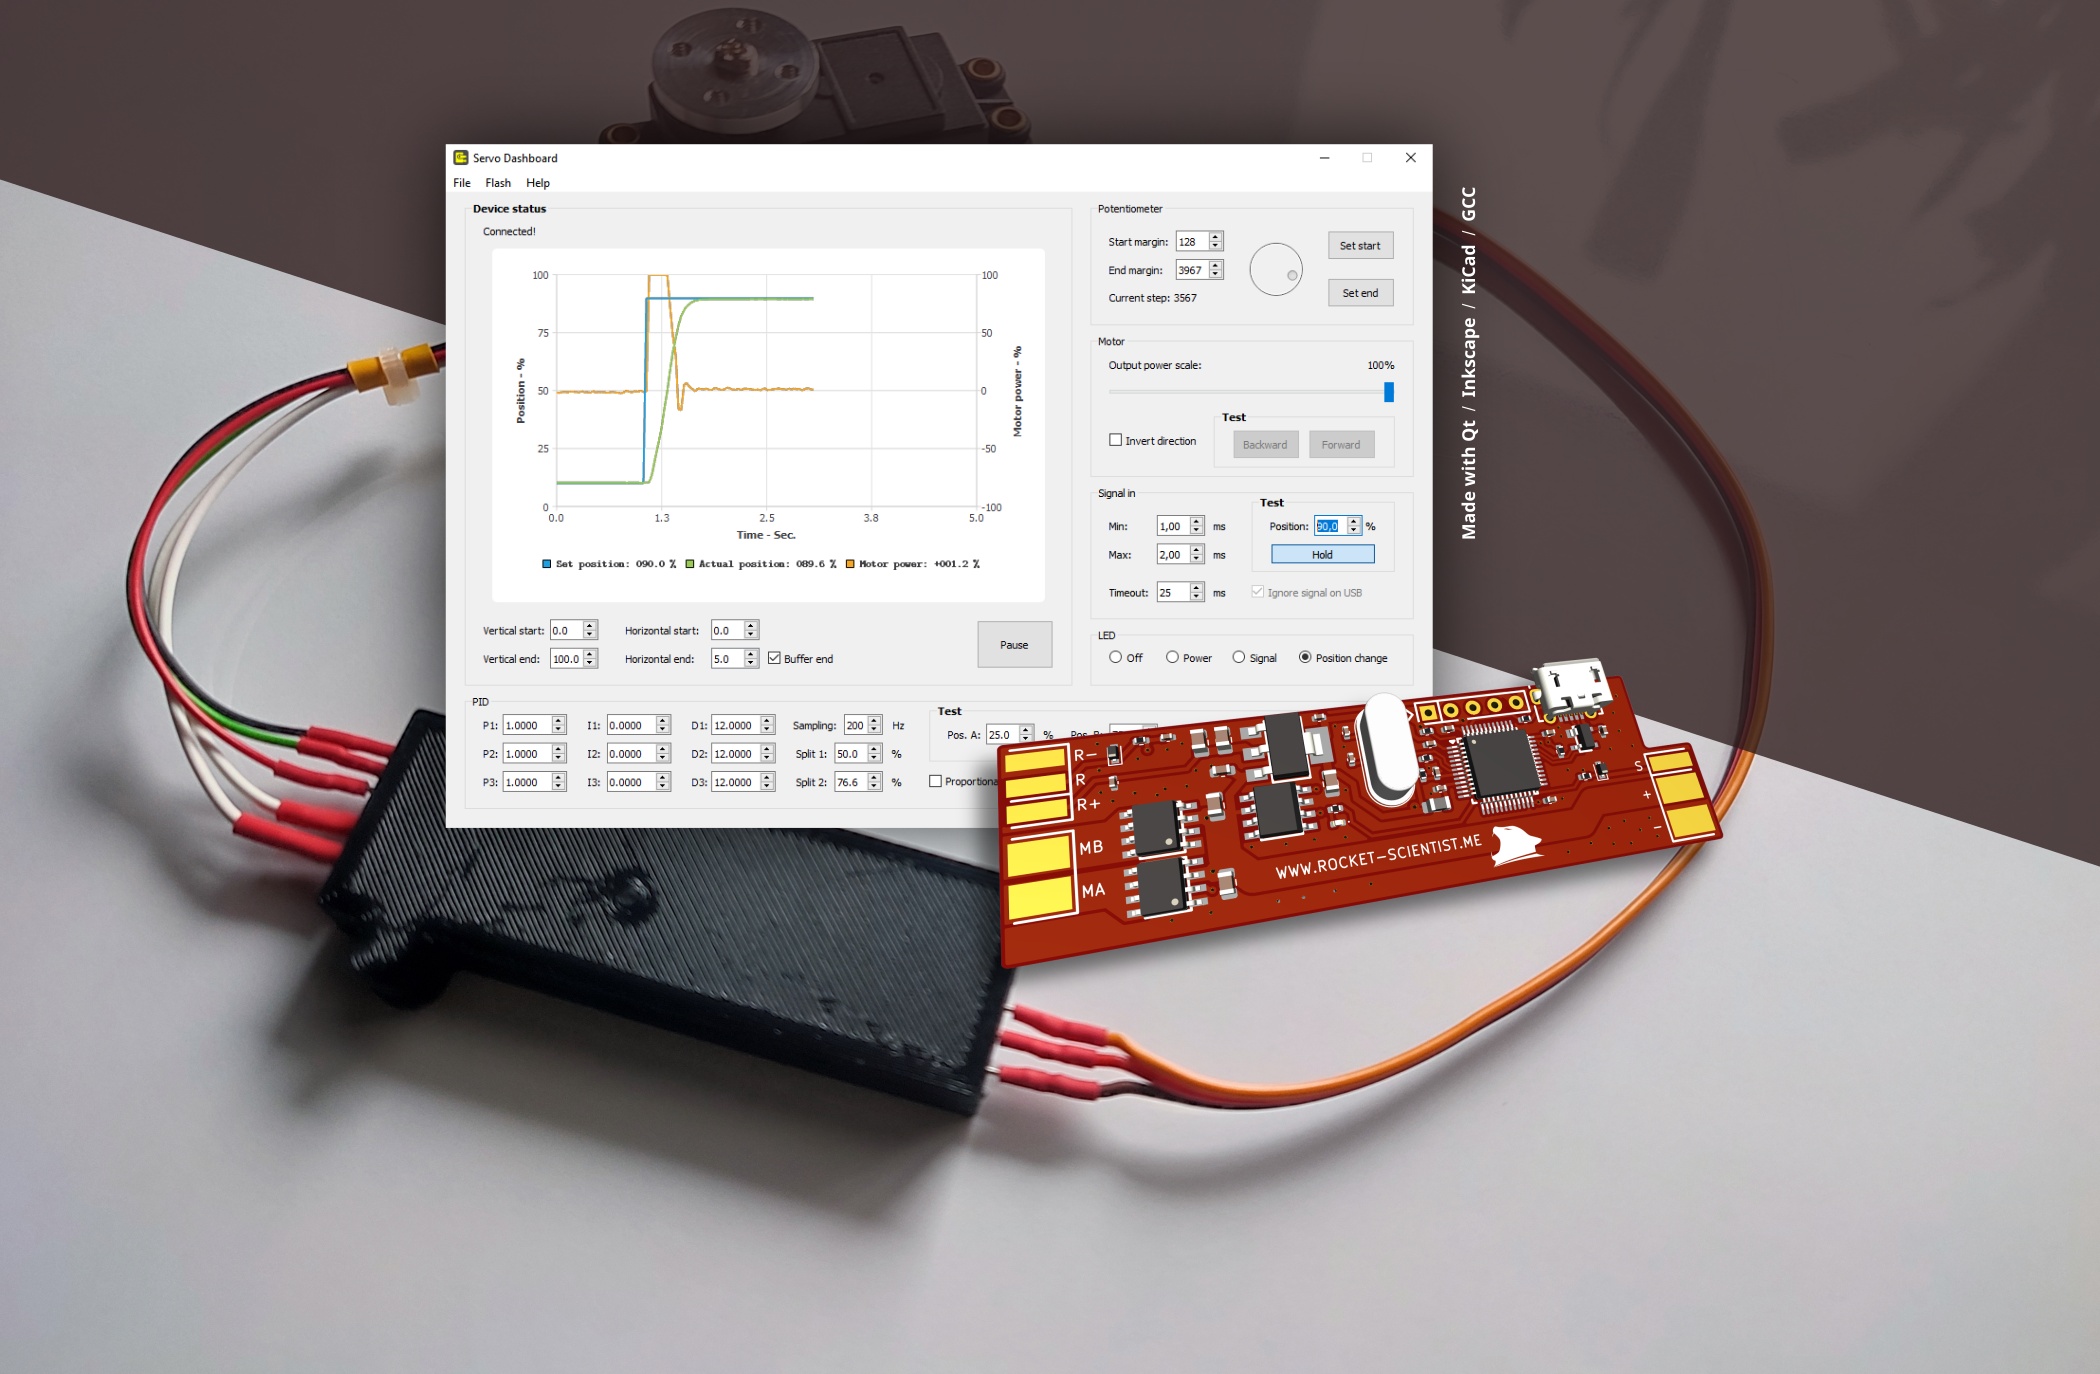 Servo Dashboard
File Flash Help
Device status
Connected!
100 100
75 50
50 0
25 -50
0 -100
0.0 1.3 2.5 3.8 5.0
Position - %
Motor power - %
Time - Sec.
Set position: 090.0 % Actual position: 089.6 % Motor power: +001.2 %
Vertical start: 0.0 Horizontal start: 0.0
Vertical end: 100.0 Horizontal end: 5.0 Buffer end
Pause
Potentiometer
Start margin: 128
End margin: 3967
Current step: 3567
Set start
Set end
Motor
Output power scale: 100%
Invert direction
Test
Backward Forward
Signal in
Min: 1,00 ms
Max: 2,00 ms
Timeout: 25 ms
Test
Position: 90,0 %
Hold
Ignore signal on USB
LED
Off Power Signal Position change
PID
P1: 1.0000 I1: 0.0000 D1: 12.0000 Sampling: 200 Hz
P2: 1.0000 I2: 0.0000 D2: 12.0000 Split 1: 50.0 %
P3: 1.0000 I3: 0.0000 D3: 12.0000 Split 2: 76.6 %
Test
Pos. A: 25.0 % Pos.
Proportiona
Made with Qt / Inkscape / KiCad / GCC
R-
R
R+
MB
MA
WWW.ROCKET-SCIENTIST.ME
S
+
-